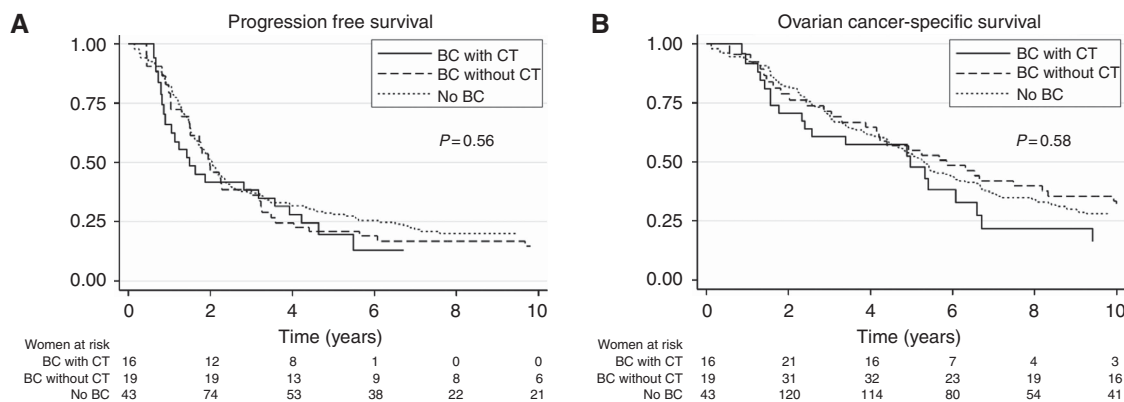 A
Progression free survival
1.00
0.75
0.50
0.25
0.00
BC with CT
BC without CT
No BC
P=0.56
0 2 4 6 8 10
Time (years)
Women at risk
BC with CT 16 12 8 1 0 0
BC without CT 19 19 13 9 8 6
No BC 43 74 53 38 22 21
B
Ovarian cancer-specific survival
1.00
0.75
0.50
0.25
0.00
BC with CT
BC without CT
No BC
P=0.58
0 2 4 6 8 10
Time (years)
Women at risk
BC with CT 16 21 16 7 4 3
BC without CT 19 31 32 23 19 16
No BC 43 120 114 80 54 41